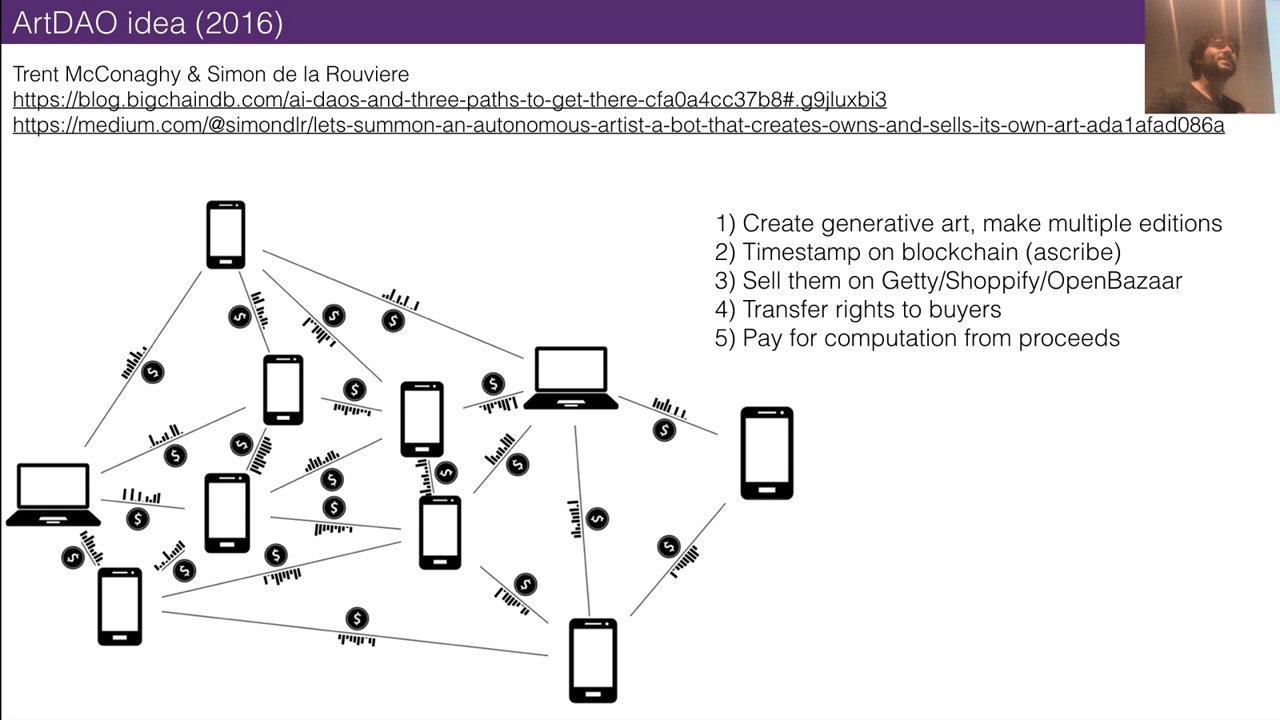 ArtDAO idea (2016)
Trent McConaghy & Simon de la Rouviere
https://blog.bigchaindb.com/ai-daos-and-three-paths-to-get-there-cfa0a4cc37b8#.g9jluxbi3
https://medium.com/@simondlr/lets-summon-an-autonomous-artist-a-bot-that-creates-owns-and-sells-its-own-art-ada1afad086a
1) Create generative art, make multiple editions
2) Timestamp on blockchain (ascribe)
3) Sell them on Getty/Shoppify/OpenBazaar
4) Transfer rights to buyers
5) Pay for computation from proceeds